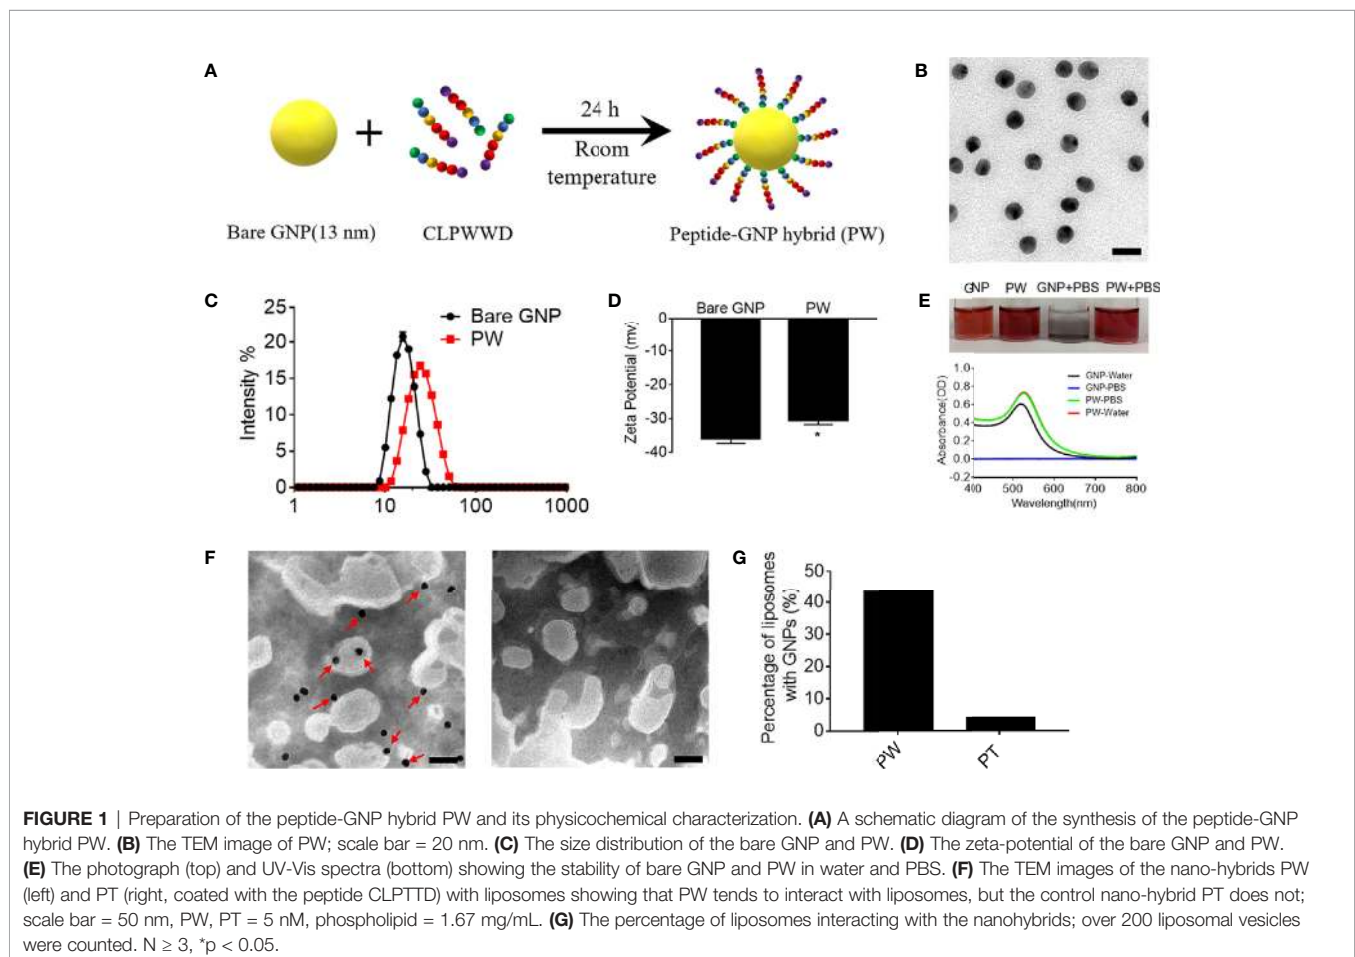 A
Bare GNP(13 nm)
CLPWWD
24 h
Room
temperature
Peptide-GNP hybrid (PW)
B
C
Intensity %
25
20
15
10
5
0
1
10
100
1000
Bare GNP
PW
D
Bare GNP
PW
Zeta Potential (mv)
0
-10
-20
-30
-40
*
E
GNP
PW
GNP+PBS
PW+PBS
Absorbance(OD)
1.0
0.8
0.6
0.4
0.2
0.0
-0.2
400
500
600
700
800
Wavelength(nm)
GNP-Water
GNP-PBS
PW-PBS
PW-Water
F
G
Percentage of liposomes
with GNPs (%)
50
40
30
20
10
0
PW
PT
FIGURE 1 | Preparation of the peptide-GNP hybrid PW and its physicochemical characterization. (A) A schematic diagram of the synthesis of the peptide-GNP
hybrid PW. (B) The TEM image of PW; scale bar = 20 nm. (C) The size distribution of the bare GNP and PW. (D) The zeta-potential of the bare GNP and PW.
(E) The photograph (top) and UV-Vis spectra (bottom) showing the stability of bare GNP and PW in water and PBS. (F) The TEM images of the nano-hybrids PW
(left) and PT (right, coated with the peptide CLPTTD) with liposomes showing that PW tends to interact with liposomes, but the control nano-hybrid PT does not;
scale bar = 50 nm, PW, PT = 5 nM, phospholipid = 1.67 mg/mL. (G) The percentage of liposomes interacting with the nanohybrids; over 200 liposomal vesicles
were counted. N ≥ 3, *p < 0.05.